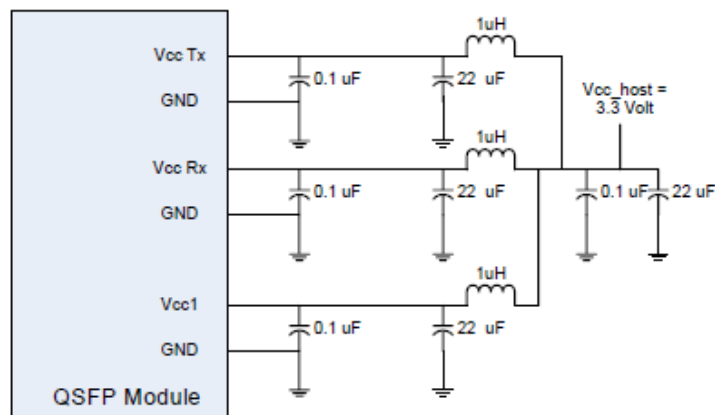 1uH
Vcc Tx
0.1 uF
22 uF
GND
Vcc_host =
3.3 Volt
1uH
Vcc Rx
0.1 uF
22 uF
0.1 uF
22 uF
GND
1uH
Vcc1
0.1 uF
22 uF
GND
QSFP Module